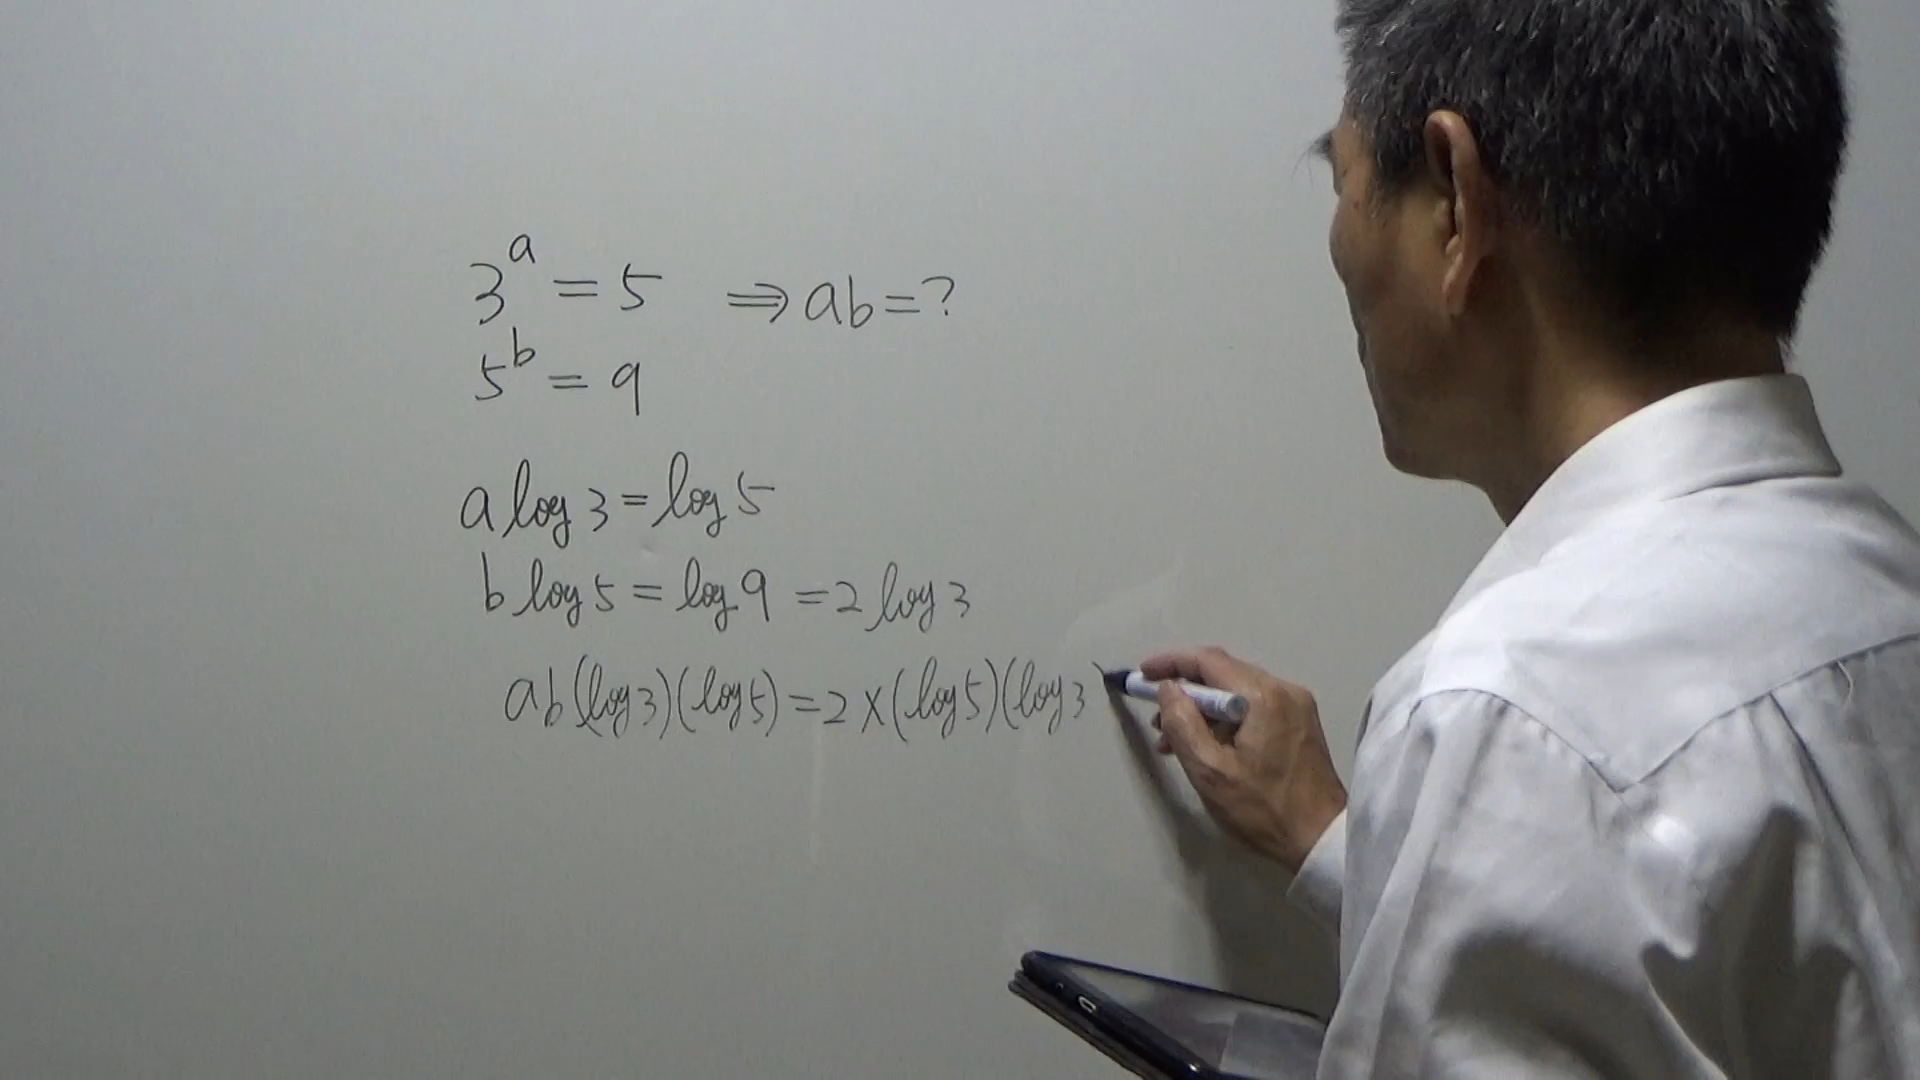 3^a = 5 ⇒ ab = ?
5^b = 9
a log 3 = log 5
b log 5 = log 9 = 2 log 3
ab (log 3)(log 5) = 2 × (log 5)(log 3)